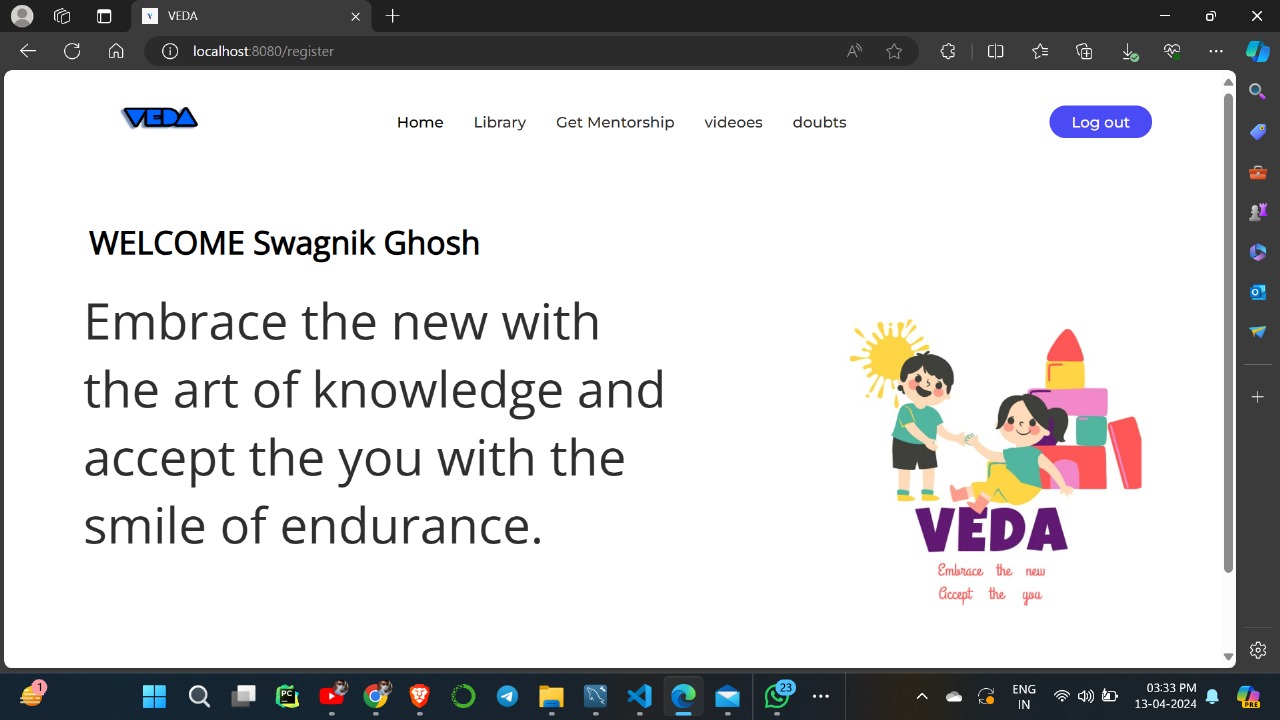 VEDA
localhost:8080/register
VEDA
Home
Library
Get Mentorship
videoes
doubts
Log out
WELCOME Swagnik Ghosh
Embrace the new with
the art of knowledge and
accept the you with the
smile of endurance.
VEDA
Embrace the new
Accept the you
1
PC
23
ENG
IN
03:33 PM
13-04-2024
PRE